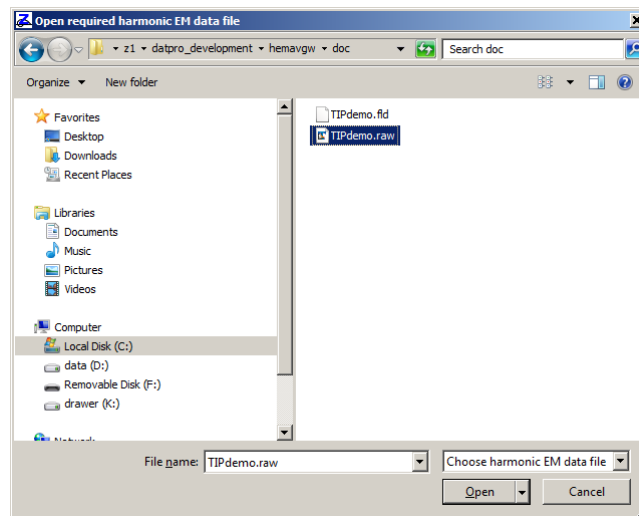 Open required harmonic EM data file
z1 datpro_development hemavgw doc
Search doc
Organize New folder
Favorites
Desktop
Downloads
Recent Places
Libraries
Documents
Music
Pictures
Videos
Computer
Local Disk (C:)
data (D:)
Removable Disk (F:)
drawer (K:)
Network
TIPdemo.fld
TIPdemo.raw
File name: TIPdemo.raw
Choose harmonic EM data file
Open Cancel